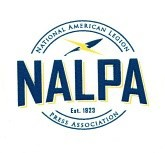 NATIONAL AMERICAN LEGION
NALPA
Est. 1923
PRESS ASSOCIATION